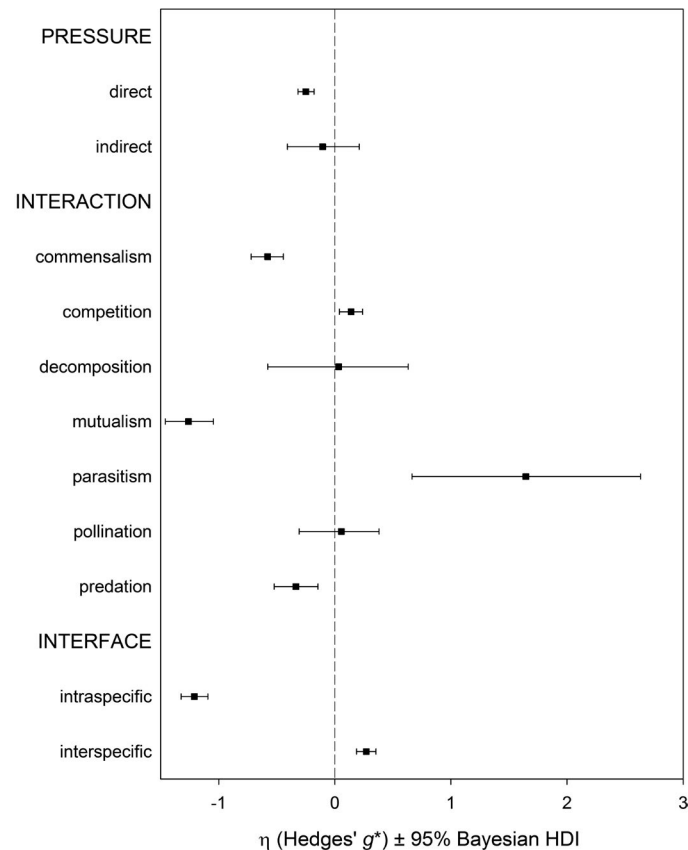 PRESSURE
direct
indirect
INTERACTION
commensalism
competition
decomposition
mutualism
parasitism
pollination
predation
INTERFACE
intraspecific
interspecific
-1 0 1 2 3
η (Hedges' g*) ± 95% Bayesian HDI